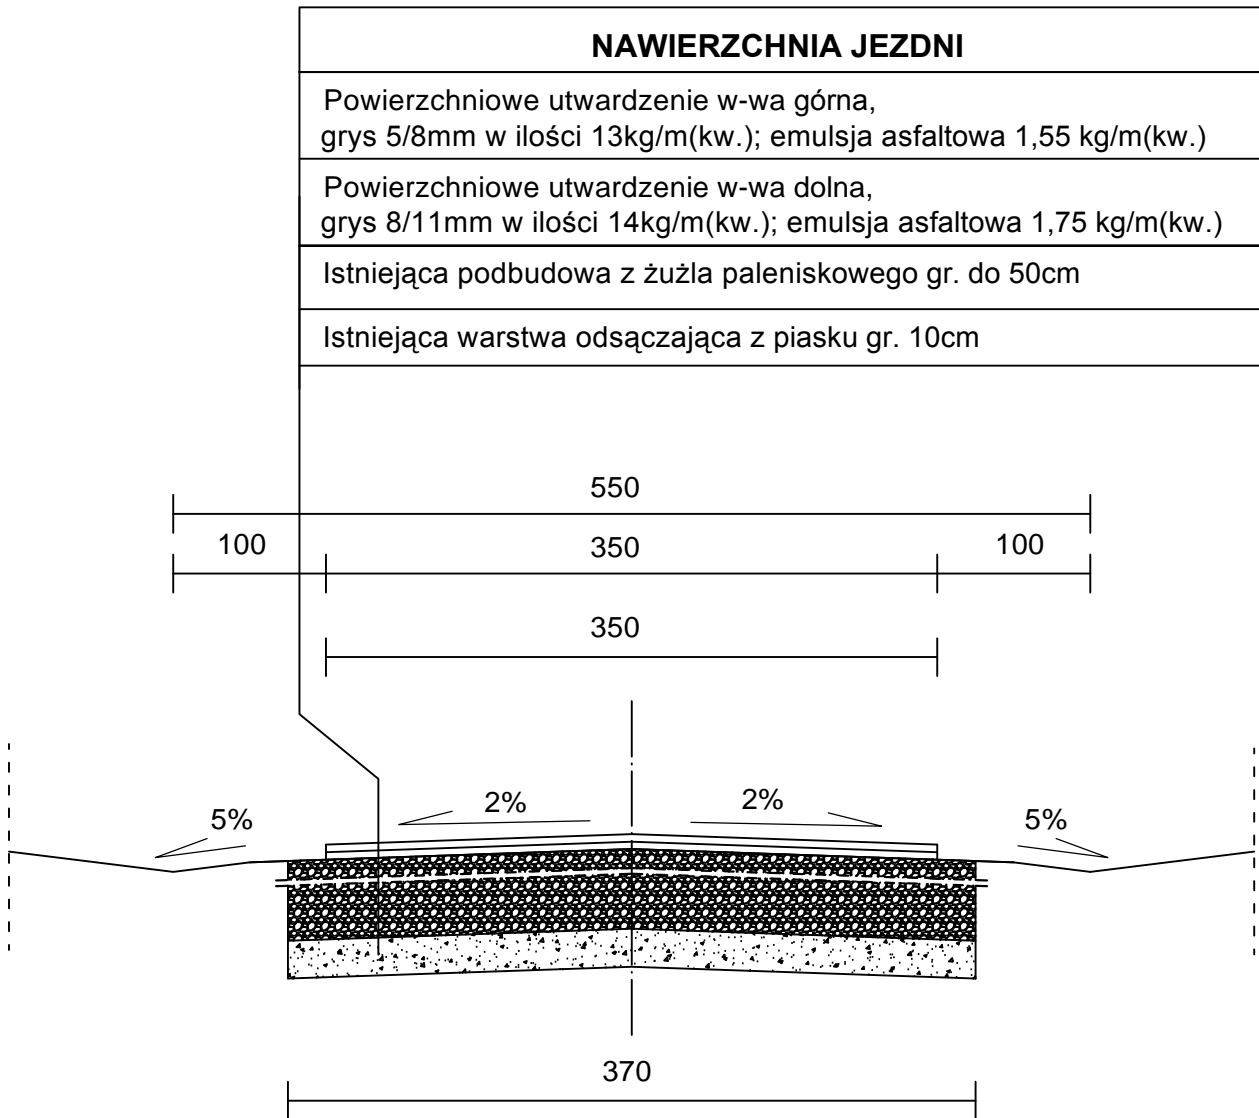 NAWIERZCHNIA JEZDNI
Powierzchniowe utwardzenie w-wa górna,
grys 5/8mm w ilości 13kg/m(kw.); emulsja asfaltowa 1,55 kg/m(kw.)
Powierzchniowe utwardzenie w-wa dolna,
grys 8/11mm w ilości 14kg/m(kw.); emulsja asfaltowa 1,75 kg/m(kw.)
Istniejąca podbudowa z żużla paleniskowego gr. do 50cm
Istniejąca warstwa odsączająca z piasku gr. 10cm
550
100 350 100
350
5% 2% 2% 5%
370